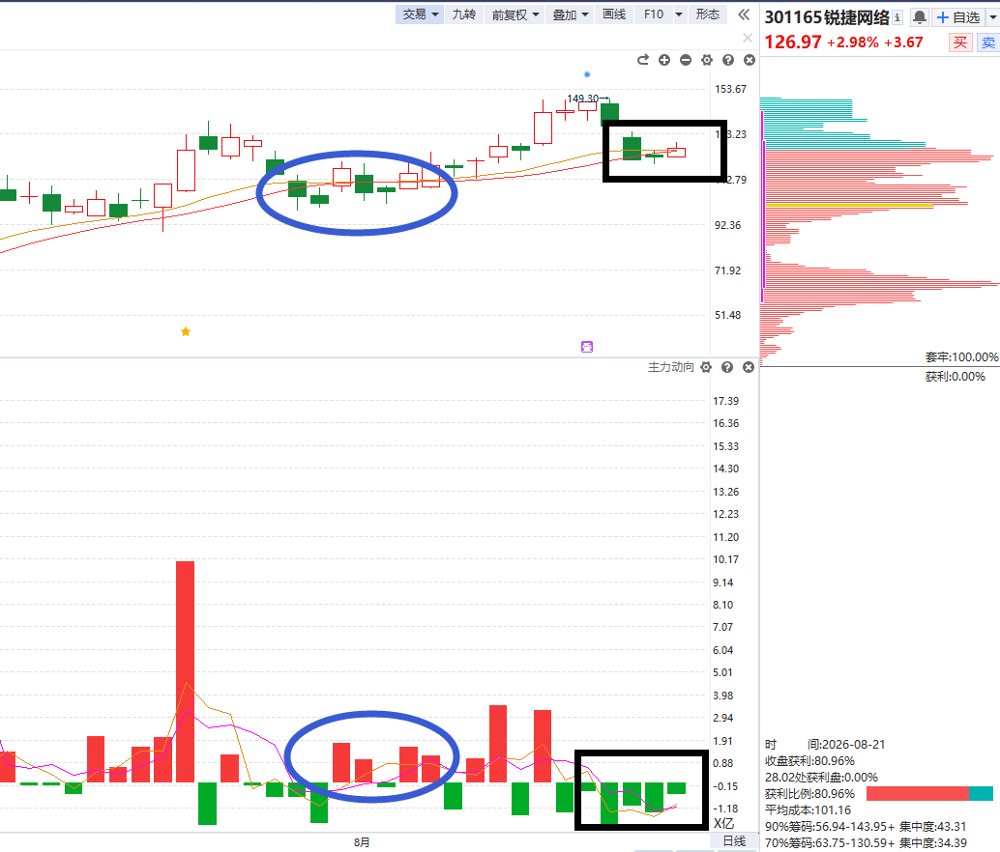 交易 九转 前复权 叠加 画线 F10 形态
301165锐捷网络 自选
126.97 +2.98% +3.67 买 卖
153.67
149.30
92.36
71.92
51.48
套牢:100.00%
获利:0.00%
主力动向
17.39
16.36
15.33
14.30
13.26
12.23
11.20
10.17
9.14
8.10
7.07
6.04
5.01
3.98
2.94
1.91
0.88
-0.15
-1.18
X亿
8月
日线
时 间:2026-08-21
收盘获利:80.96%
28.02处获利盘:0.00%
获利比例:80.96%
平均成本:101.16
90%筹码:56.94-143.95+ 集中度:43.31
70%筹码:63.75-130.59+ 集中度:34.39